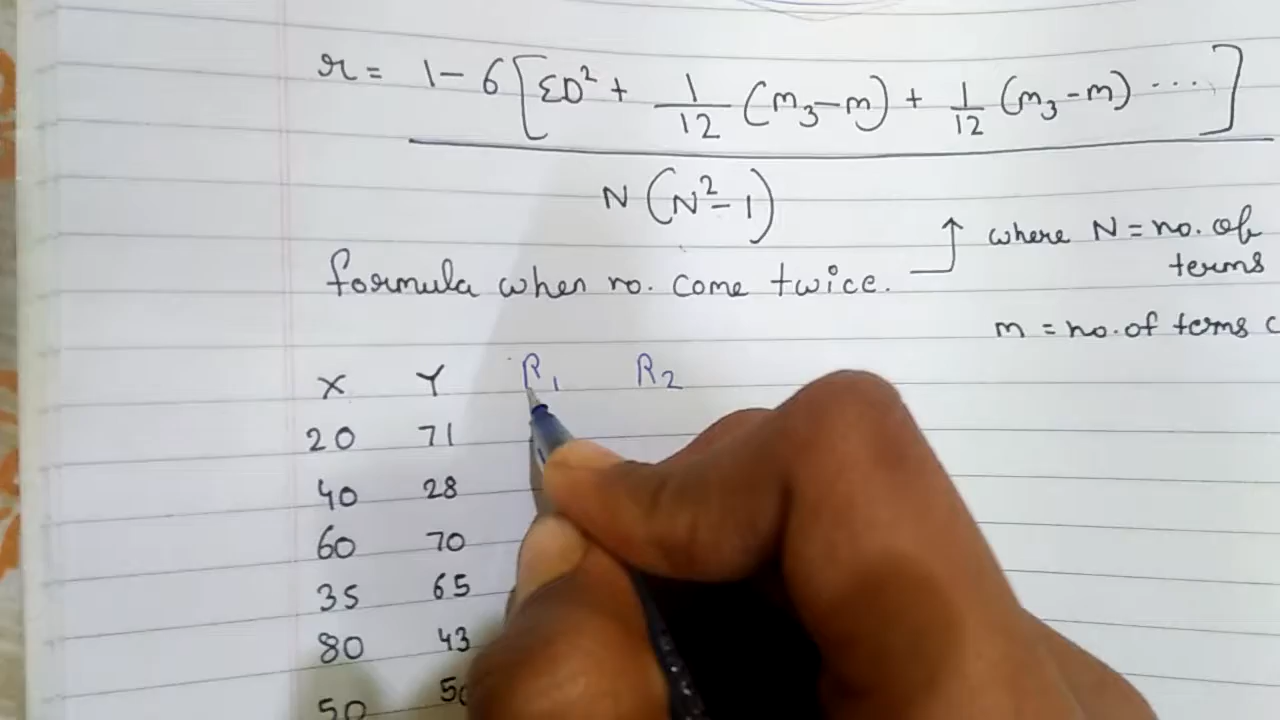 r = 1 - 6 [ΣD² + 1/12 (m₃ - m) + 1/12 (m₃ - m) ....]
N (N² - 1)
where N = no. of
terms
formula when no. come twice.
m = no. of terms
X Y R₁ R₂
20 71
40 28
60 70
35 65
80 43
50